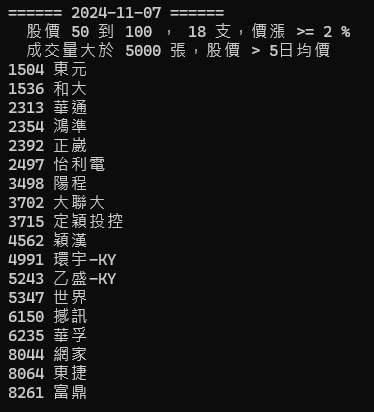 ====== 2024-11-07 ======
股價 50 到 100 , 18 支，價漲 >= 2 %
成交量大於 5000 張，股價 > 5日均價
1504 東元
1536 和大
2313 華通
2354 鴻準
2392 正崴
2497 怡利電
3498 陽程
3702 大聯大
3715 定穎投控
4562 穎漢
4991 環宇-KY
5243 乙盛-KY
5347 世界
6150 撼訊
6235 華孚
8044 網家
8064 東捷
8261 富鼎